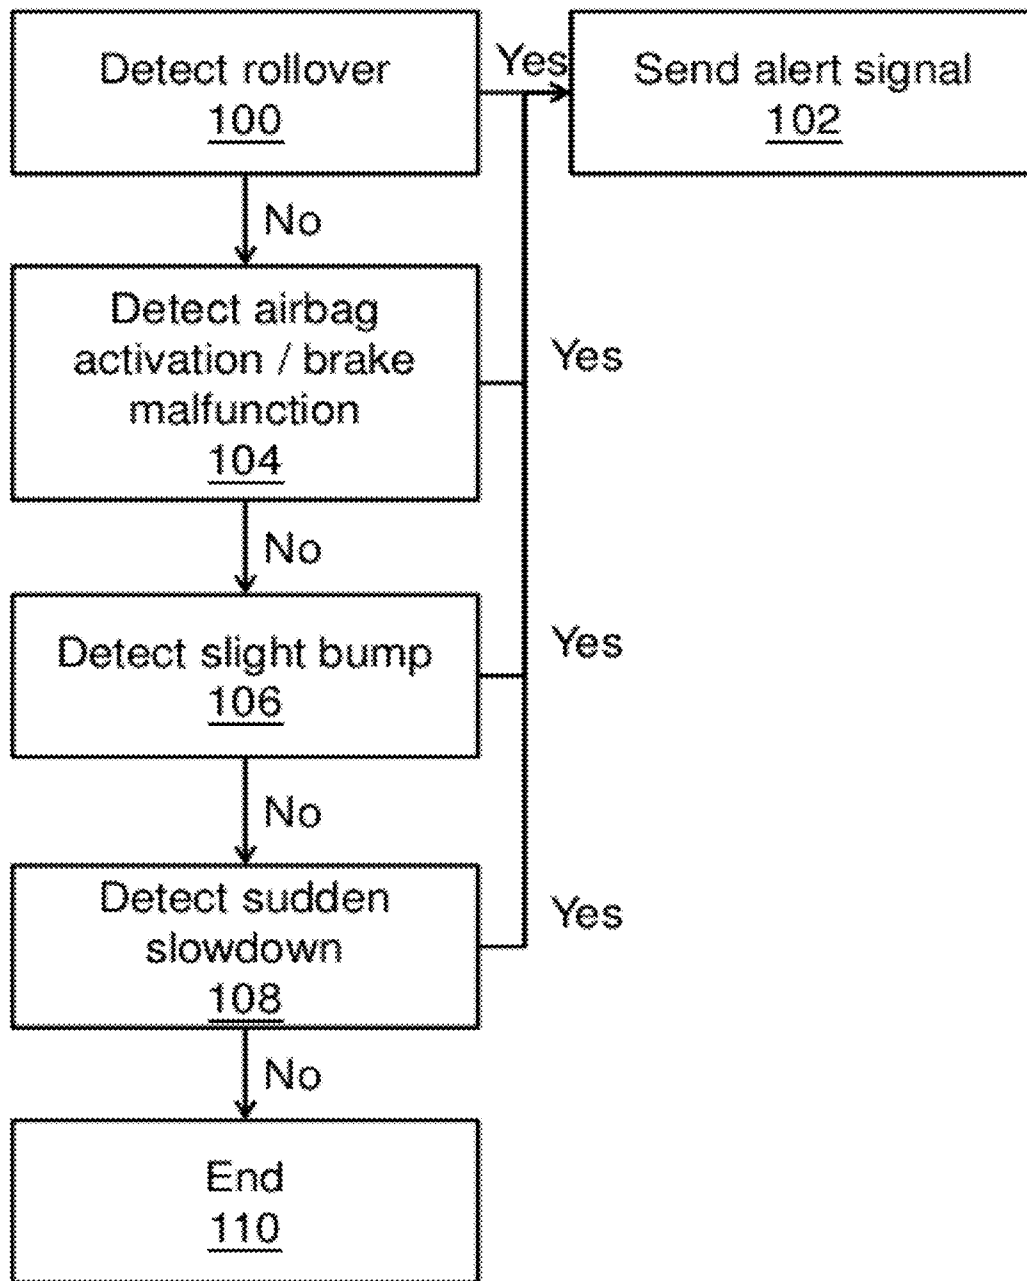 Detect rollover
100
Yes
Send alert signal
102
No
Detect airbag
activation / brake
malfunction
104
Yes
No
Detect slight bump
106
Yes
No
Detect sudden
slowdown
108
Yes
No
End
110